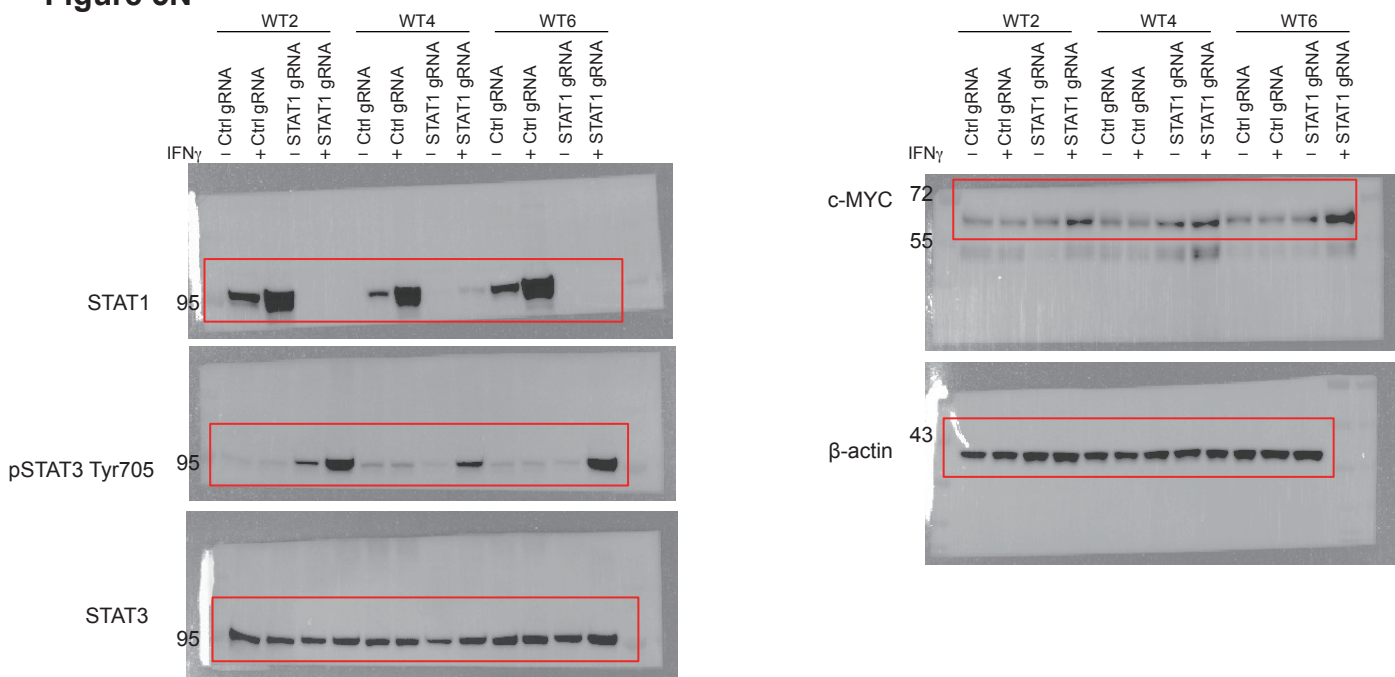 WT2 WT4 WT6
Ctrl gRNA Ctrl gRNA STAT1 gRNA STAT1 gRNA Ctrl gRNA Ctrl gRNA STAT1 gRNA STAT1 gRNA Ctrl gRNA Ctrl gRNA STAT1 gRNA STAT1 gRNA
IFNγ − + − + − + − + − + − +
STAT1 95
pSTAT3 Tyr705 95
STAT3 95
WT2 WT4 WT6
Ctrl gRNA Ctrl gRNA STAT1 gRNA STAT1 gRNA Ctrl gRNA Ctrl gRNA STAT1 gRNA STAT1 gRNA Ctrl gRNA Ctrl gRNA STAT1 gRNA STAT1 gRNA
IFNγ − + − + − + − + − + − +
c-MYC 72
55
β-actin 43